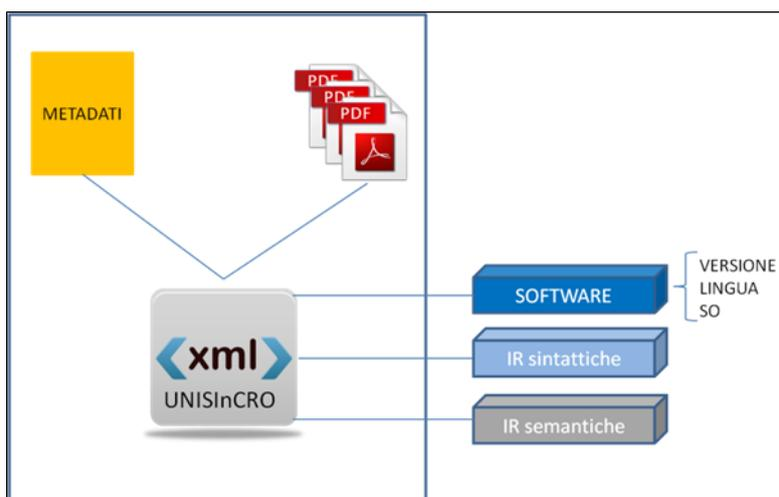 METADATI
PDF
PDF
PDF
SOFTWARE
VERSIONE
LINGUA
SO
xml
UNISInCRO
IR sintattiche
IR semantiche